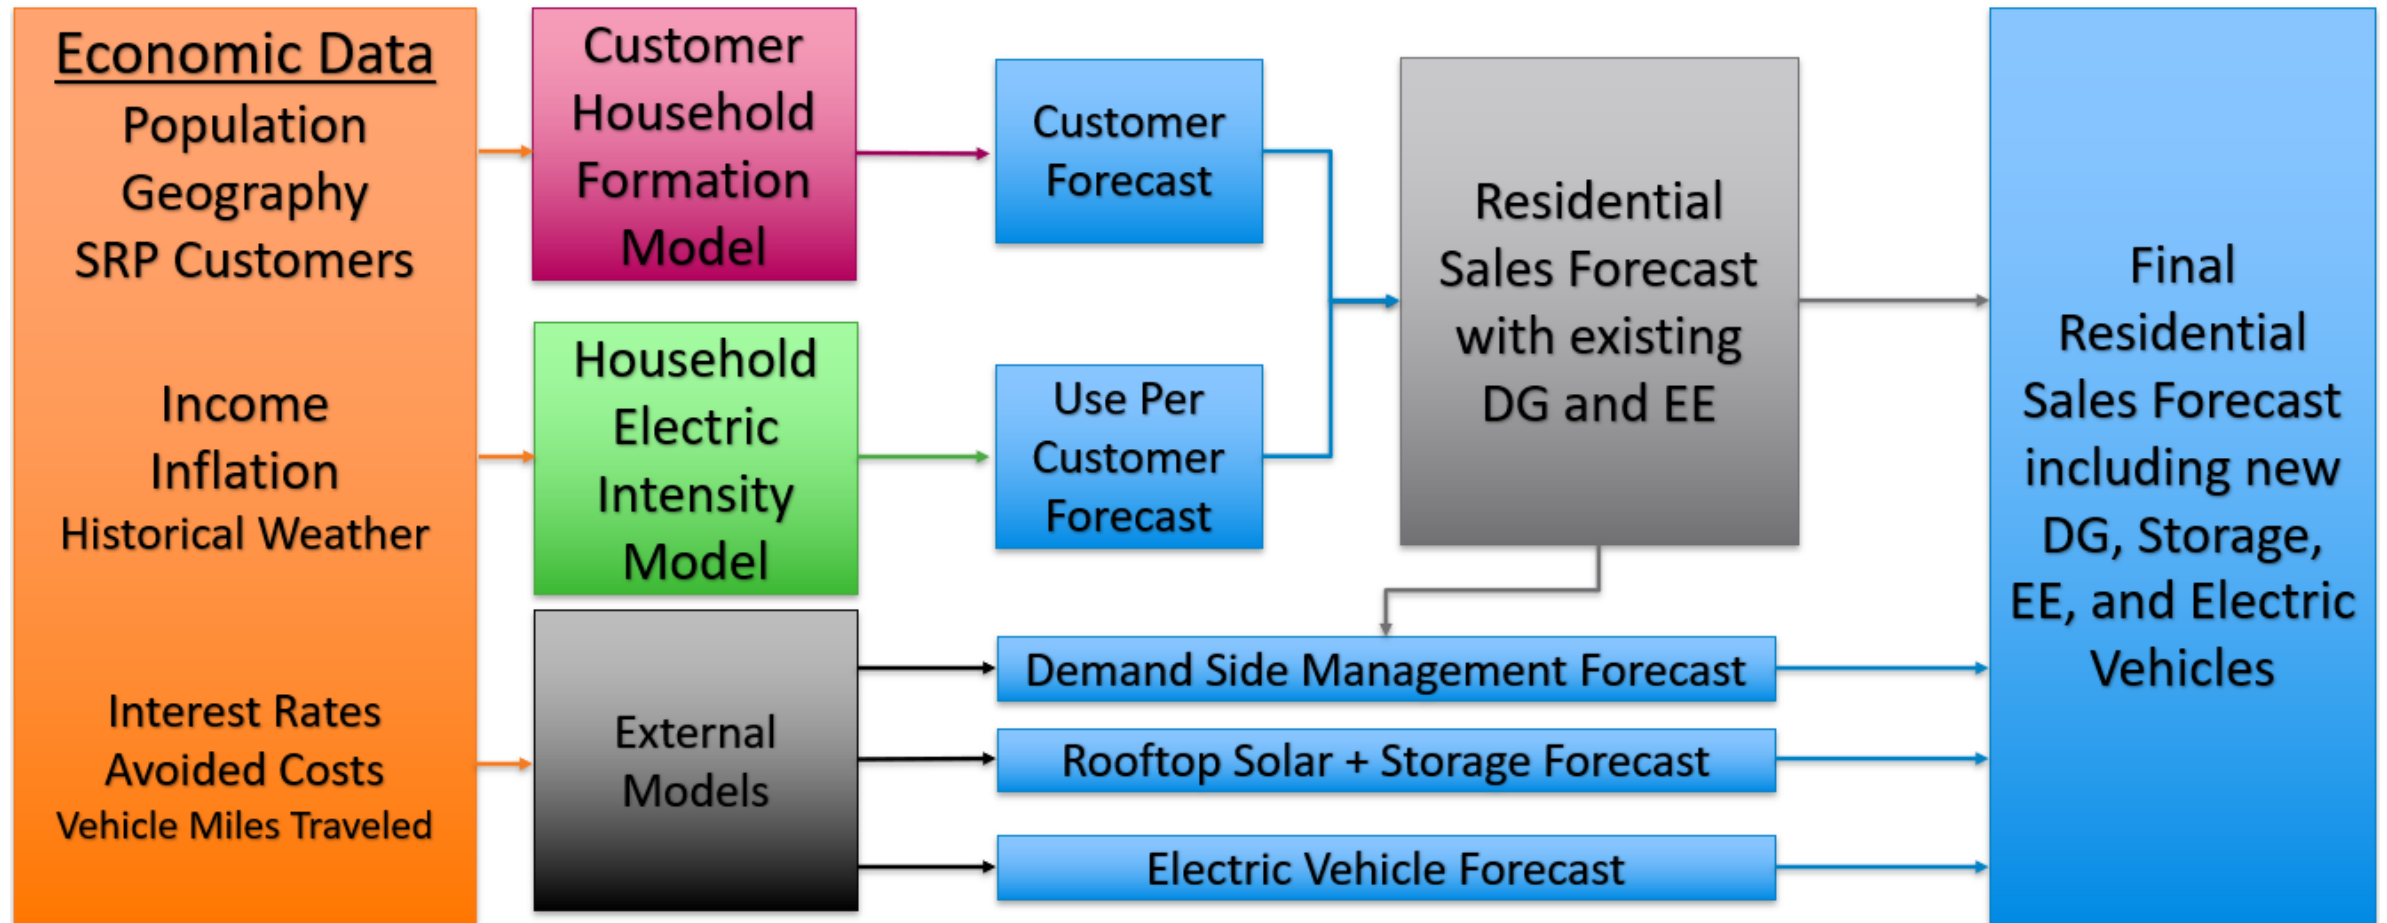 Economic Data
Population
Geography
SRP Customers
Income
Inflation
Historical Weather
Interest Rates
Avoided Costs
Vehicle Miles Traveled
Customer
Household
Formation
Model
Household
Electric
Intensity
Model
External
Models
Customer
Forecast
Use Per
Customer
Forecast
Residential
Sales Forecast
with existing
DG and EE
Demand Side Management Forecast
Rooftop Solar + Storage Forecast
Electric Vehicle Forecast
Final
Residential
Sales Forecast
including new
DG, Storage,
EE, and Electric
Vehicles